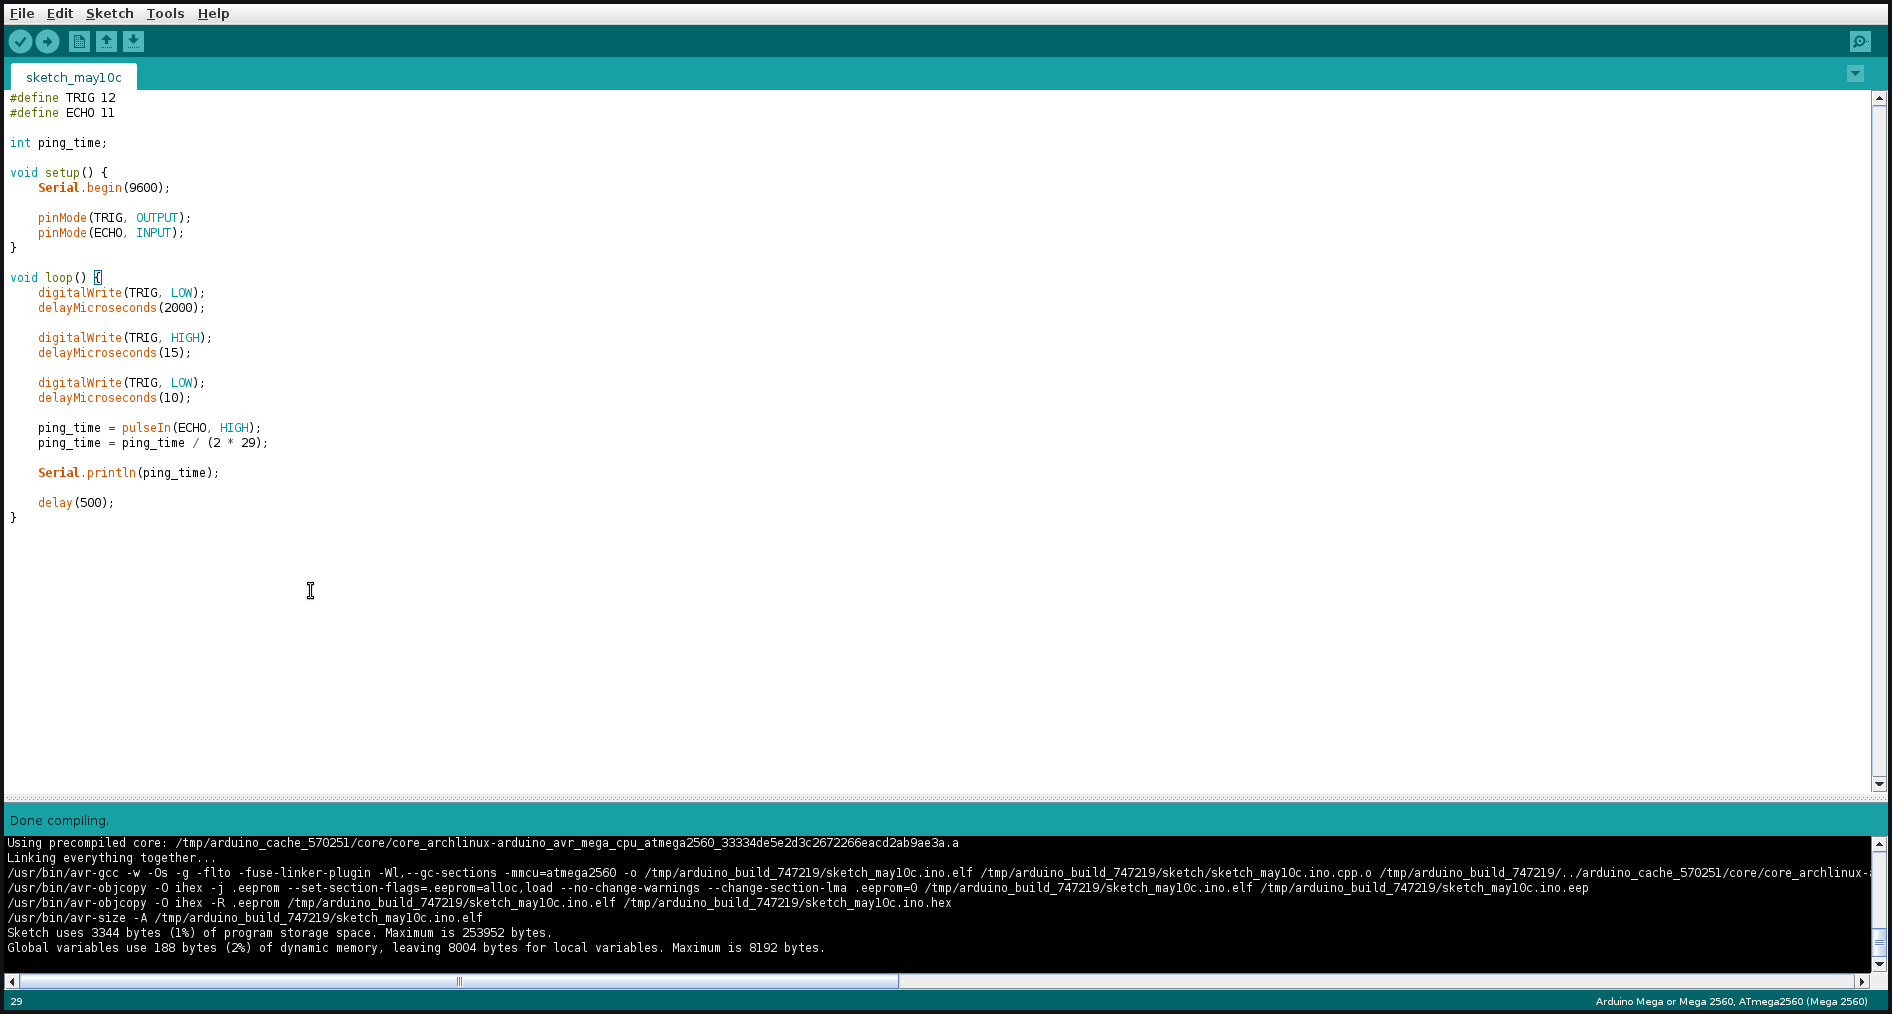 File Edit Sketch Tools Help
sketch_may10c
#define TRIG 12
#define ECHO 11
int ping_time;
void setup() {
    Serial.begin(9600);
    pinMode(TRIG, OUTPUT);
    pinMode(ECHO, INPUT);
}
void loop() {
    digitalWrite(TRIG, LOW);
    delayMicroseconds(2000);
    digitalWrite(TRIG, HIGH);
    delayMicroseconds(15);
    digitalWrite(TRIG, LOW);
    delayMicroseconds(10);
    ping_time = pulseIn(ECHO, HIGH);
    ping_time = ping_time / (2 * 29);
    Serial.println(ping_time);
    delay(500);
}
Done compiling.
Using precompiled core: /tmp/arduino_cache_570251/core/core_archlinux-arduino_avr_mega_cpu_atmega2560_33334de5e2d3c2672266eacd2ab9ae3a.a
Linking everything together...
/usr/bin/avr-gcc -w -Os -g -flto -fuse-linker-plugin -Wl,--gc-sections -mmcu=atmega2560 -o /tmp/arduino_build_747219/sketch_may10c.ino.elf /tmp/arduino_build_747219/sketch/sketch_may10c.ino.cpp.o /tmp/arduino_build_747219/../arduino_cache_570251/core/core_archlinux-a
/usr/bin/avr-objcopy -O ihex -j .eeprom --set-section-flags=.eeprom=alloc,load --no-change-warnings --change-section-lma .eeprom=0 /tmp/arduino_build_747219/sketch_may10c.ino.elf /tmp/arduino_build_747219/sketch_may10c.ino.eep
/usr/bin/avr-objcopy -O ihex -R .eeprom /tmp/arduino_build_747219/sketch_may10c.ino.elf /tmp/arduino_build_747219/sketch_may10c.ino.hex
/usr/bin/avr-size -A /tmp/arduino_build_747219/sketch_may10c.ino.elf
Sketch uses 3344 bytes (1%) of program storage space. Maximum is 253952 bytes.
Global variables use 188 bytes (2%) of dynamic memory, leaving 8004 bytes for local variables. Maximum is 8192 bytes.
29 Arduino Mega or Mega 2560, ATmega2560 (Mega 2560)